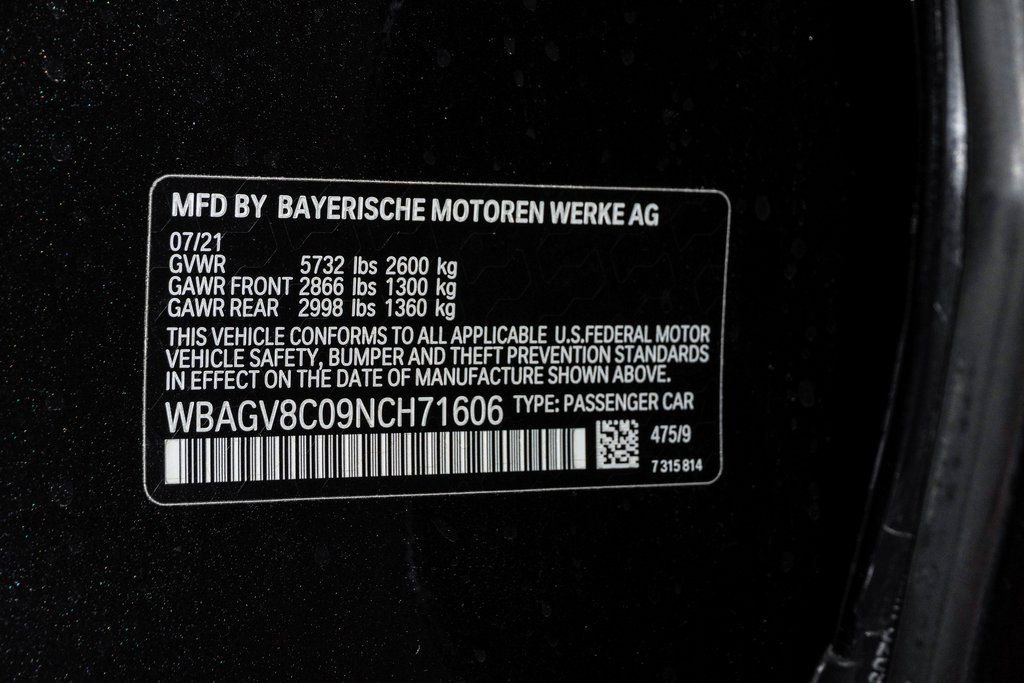 MFD BY BAYERISCHE MOTOREN WERKE AG
07/21
GVWR 5732 lbs 2600 kg
GAWR FRONT 2866 lbs 1300 kg
GAWR REAR 2998 lbs 1360 kg
THIS VEHICLE CONFORMS TO ALL APPLICABLE U.S.FEDERAL MOTOR
VEHICLE SAFETY, BUMPER AND THEFT PREVENTION STANDARDS
IN EFFECT ON THE DATE OF MANUFACTURE SHOWN ABOVE.
WBAGV8C09NCH71606 TYPE: PASSENGER CAR
475/9
7 315 814